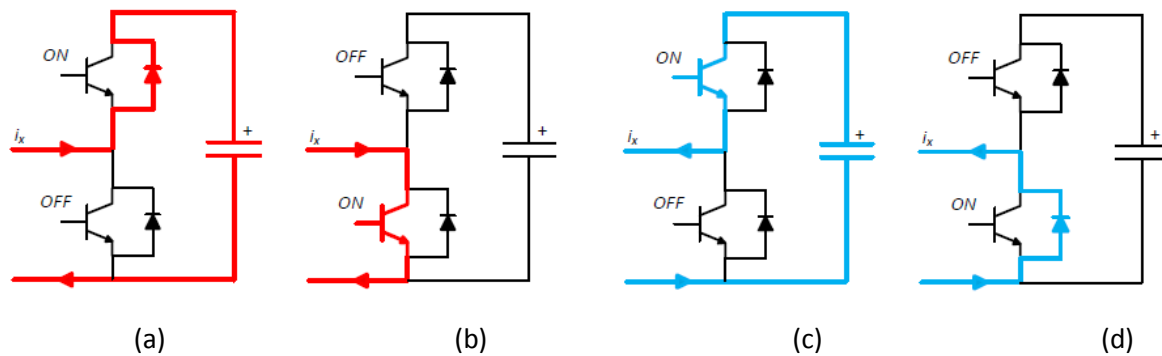 ON
+
iₓ
OFF
OFF
+
iₓ
ON
ON
+
iₓ
OFF
OFF
+
iₓ
ON
(a) (b) (c) (d)